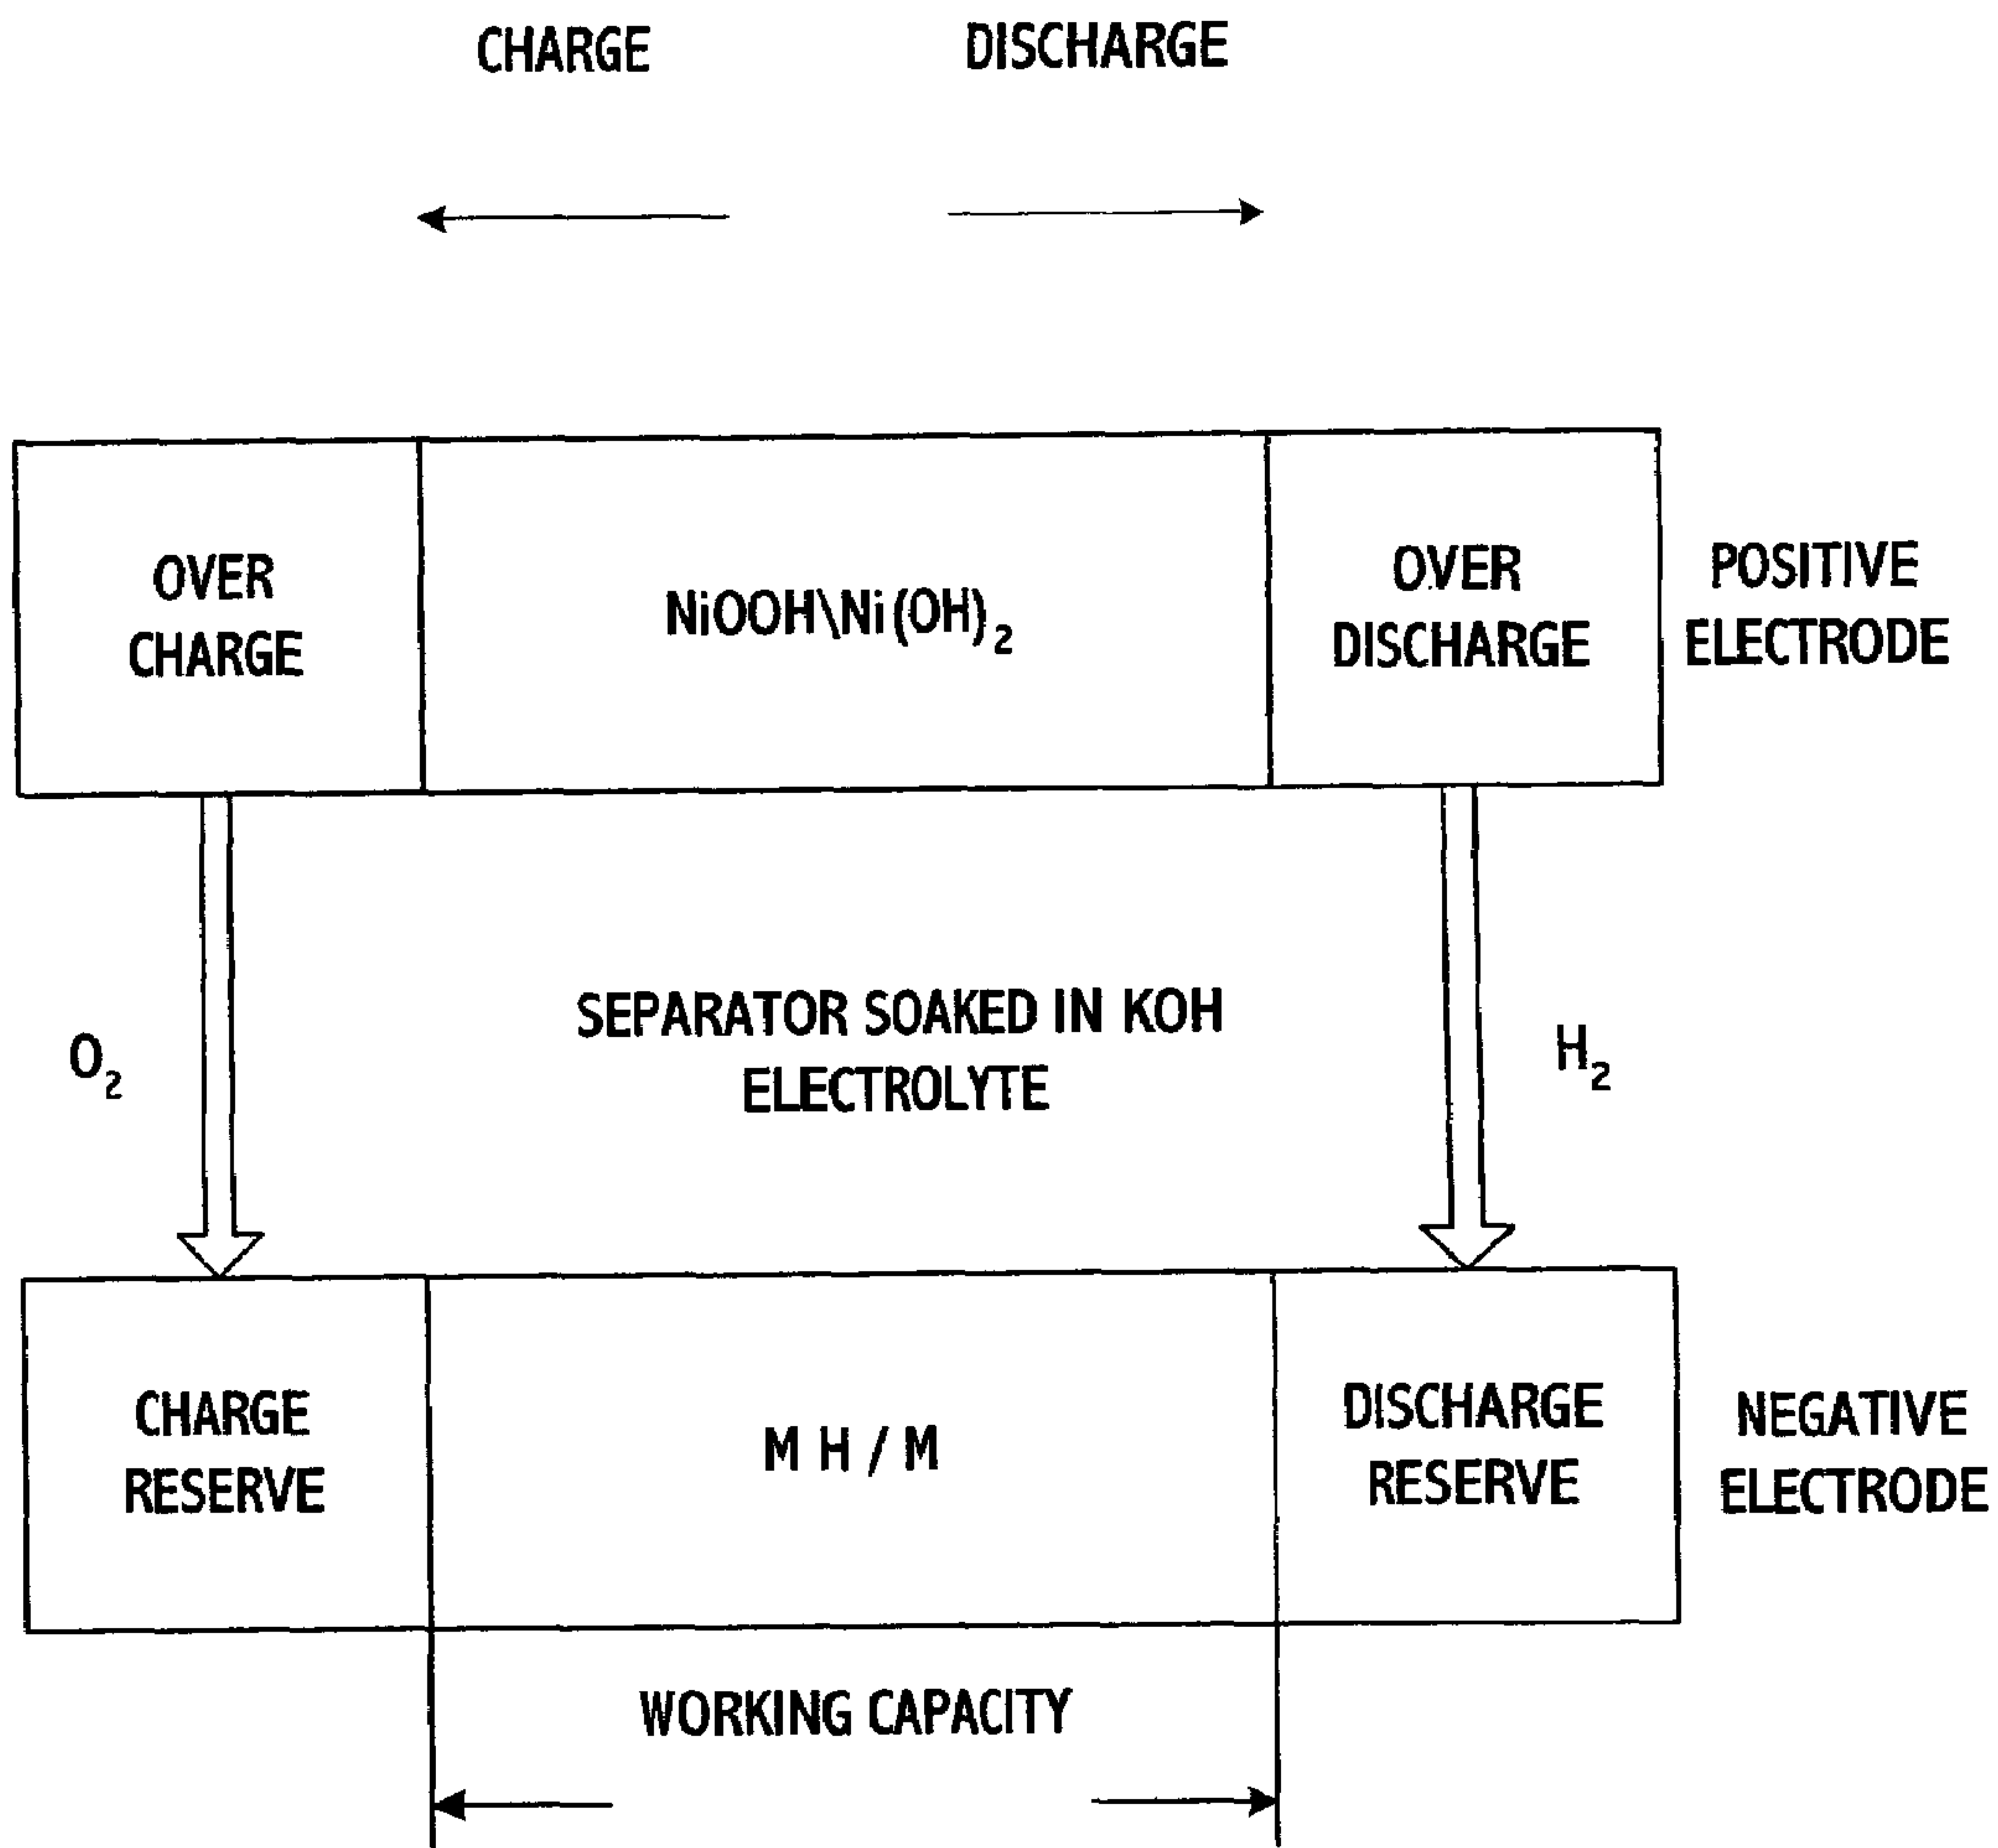 CHARGE
DISCHARGE
OVER
CHARGE
NiOOH\Ni(OH)₂
OVER
DISCHARGE
POSITIVE
ELECTRODE
O₂
SEPARATOR SOAKED IN KOH
ELECTROLYTE
H₂
CHARGE
RESERVE
M H / M
DISCHARGE
RESERVE
NEGATIVE
ELECTRODE
WORKING CAPACITY